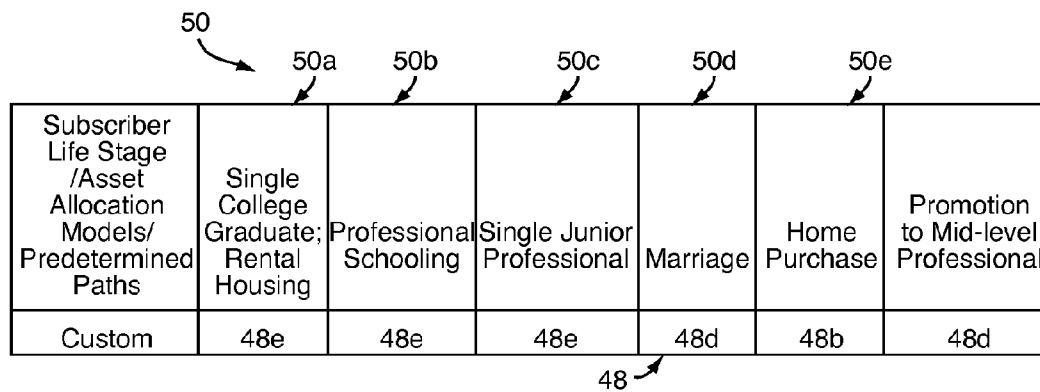 50
50a
50b
50c
50d
50e
Subscriber
Life Stage
/Asset
Allocation
Models/
Predetermined
Paths
Single
College
Graduate;
Rental
Housing
Professional
Schooling
Single Junior
Professional
Marriage
Home
Purchase
Promotion
to Mid-level
Professional
Custom
48e
48e
48e
48d
48b
48d
48